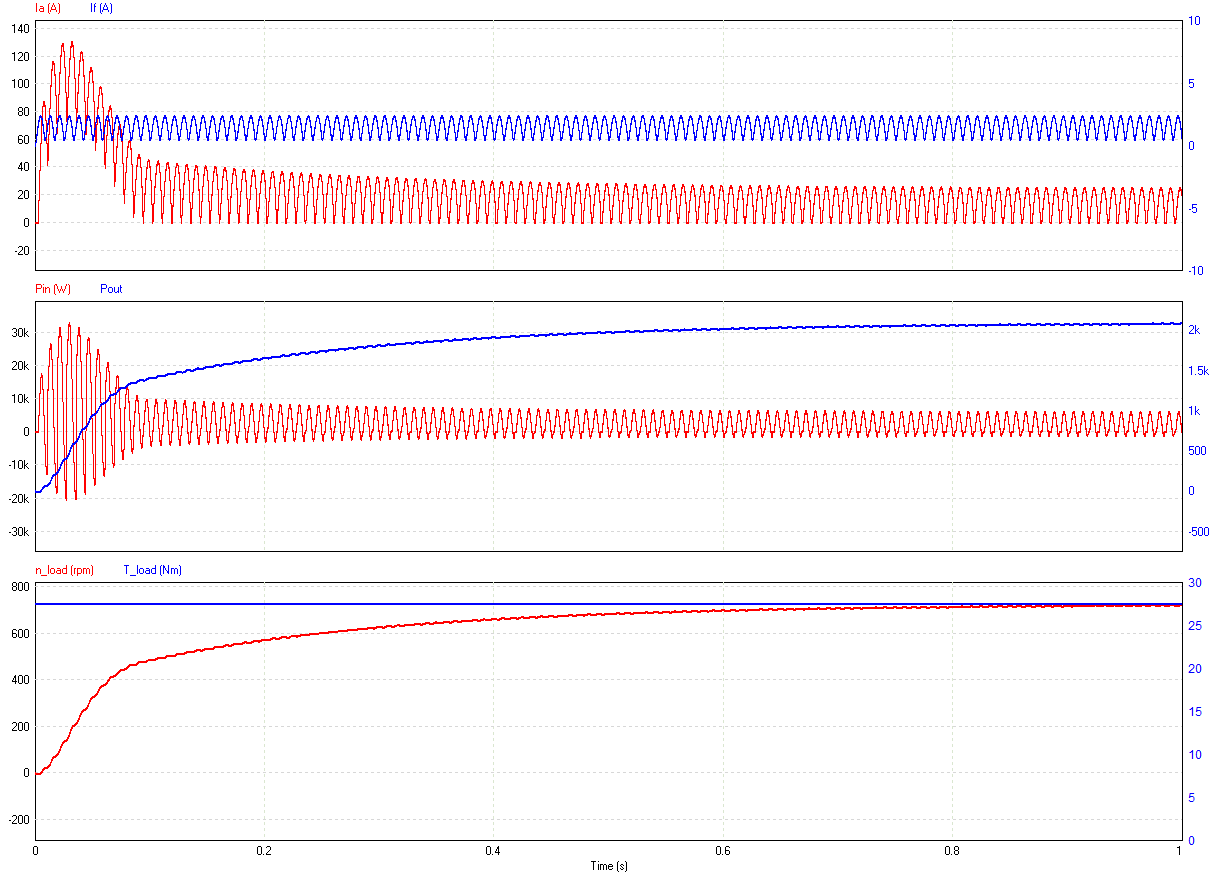 Ia (A) If (A)
140 10
120
100 5
80
60 0
40
20 -5
0
-20
-10
Pin (W) Pout
30k 2k
20k 1.5k
10k 1k
0 500
-10k 0
-20k
-30k -500
n_load (rpm) T_load (Nm)
800 30
600 25
400 20
200 15
0 10
-200 5
0
0 0.2 0.4 0.6 0.8 1
Time (s)